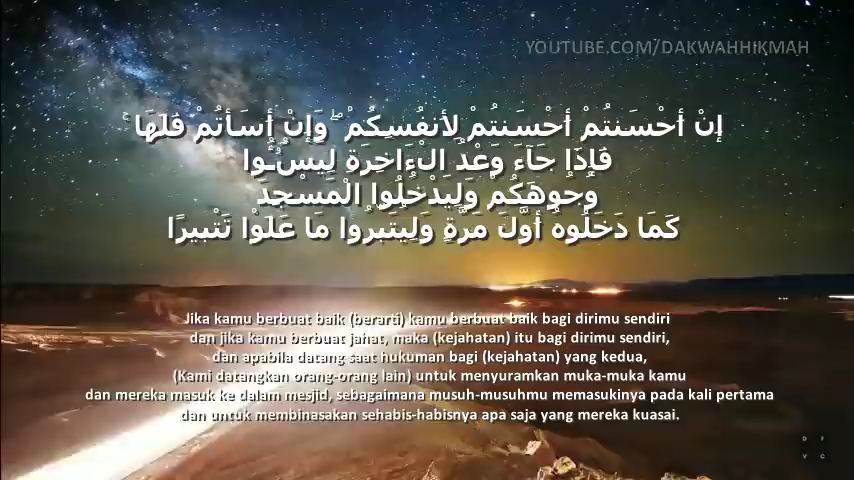 YOUTUBE.COM/DAKWAHHIKMAH
إِنْ أَحْسَنتُمْ أَحْسَنتُمْ لِأَنفُسِكُمْ ۖ وَإِنْ أَسَأْتُمْ فَلَهَا ۚ
فَإِذَا جَآءَ وَعْدُ الْءَاخِرَةِ لِيَسُـُٔوا
وُجُوهَكُمْ وَلِيَدْخُلُوا الْمَسْجِدَ
كَمَا دَخَلُوهُ أَوَّلَ مَرَّةٍ وَلِيُتَبِّرُوا مَا عَلَوْا تَتْبِيرًا
Jika kamu berbuat baik (berarti) kamu berbuat baik bagi dirimu sendiri
dan jika kamu berbuat jahat, maka (kejahatan) itu bagi dirimu sendiri,
dan apabila datang saat hukuman bagi (kejahatan) yang kedua,
(Kami datangkan orang-orang lain) untuk menyuramkan muka-muka kamu
dan mereka masuk ke dalam mesjid, sebagaimana musuh-musuhmu memasukinya pada kali pertama
dan untuk membinasakan sehabis-habisnya apa saja yang mereka kuasai.
D F
V C